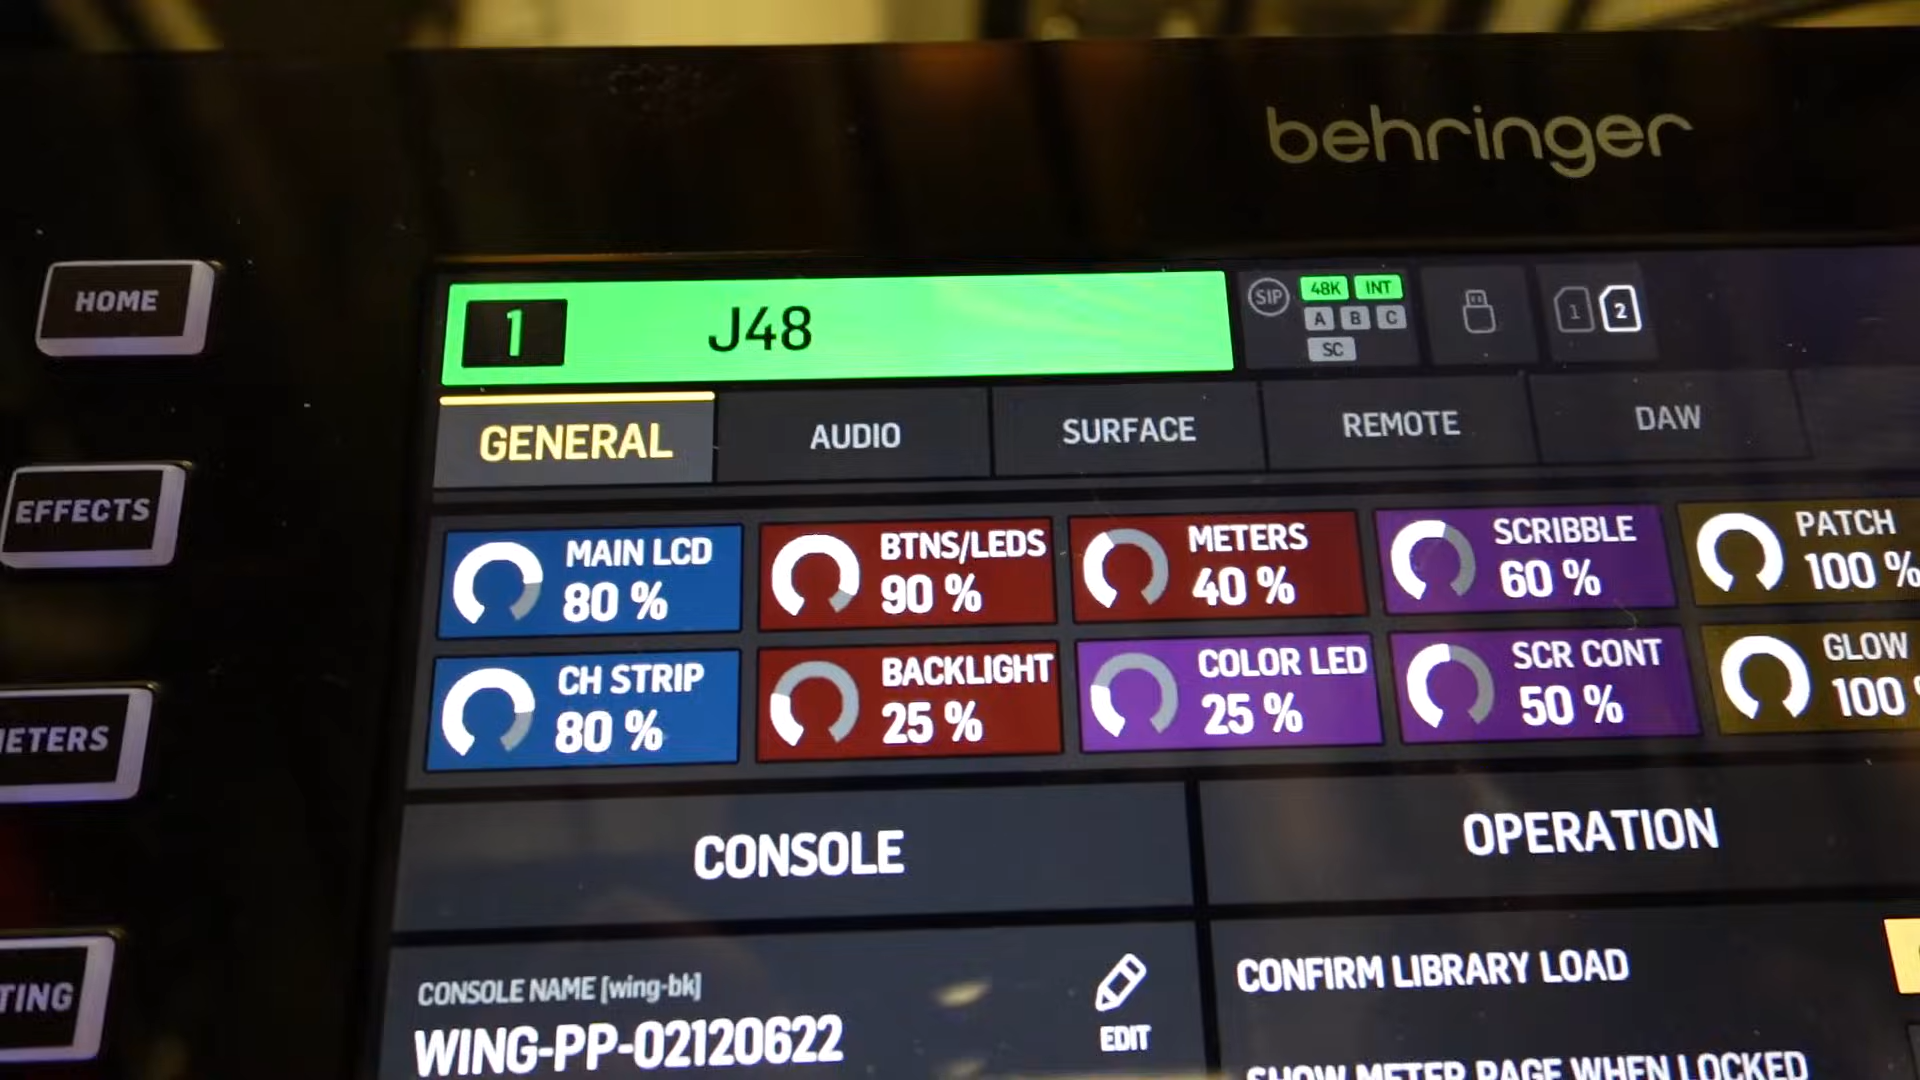 behringer
HOME
1 J48
SIP 48K INT
A B C
SC
1 2
GENERAL AUDIO SURFACE REMOTE DAW
EFFECTS
MAIN LCD 80 %
BTNS/LEDS 90 %
METERS 40 %
SCRIBBLE 60 %
PATCH 100 %
CH STRIP 80 %
BACKLIGHT 25 %
COLOR LED 25 %
SCR CONT 50 %
GLOW 100
ETERS
CONSOLE
OPERATION
CONSOLE NAME [wing-bk]
WING-PP-02120622
EDIT
CONFIRM LIBRARY LOAD
TING
SHOW METER PAGE WHEN LOCKED